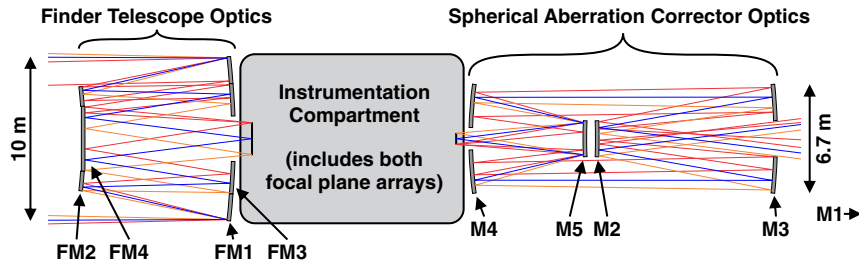 Finder Telescope Optics
Spherical Aberration Corrector Optics
Instrumentation
Compartment
(includes both
focal plane arrays)
10 m
6.7 m
M1
FM2 FM4 FM1 FM3
M4 M5 M2 M3